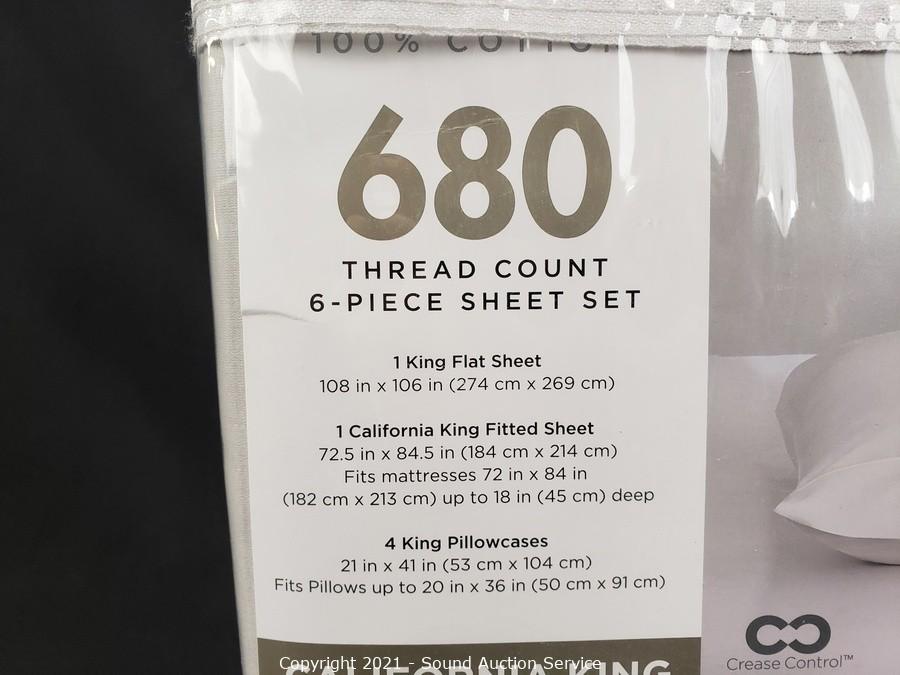 100% COTTON
680
THREAD COUNT
6-PIECE SHEET SET
1 King Flat Sheet
108 in x 106 in (274 cm x 269 cm)
1 California King Fitted Sheet
72.5 in x 84.5 in (184 cm x 214 cm)
Fits mattresses 72 in x 84 in
(182 cm x 213 cm) up to 18 in (45 cm) deep
4 King Pillowcases
21 in x 41 in (53 cm x 104 cm)
Fits Pillows up to 20 in x 36 in (50 cm x 91 cm)
CALIFORNIA KING
Crease Control™
Copyright 2021 - Sound Auction Service